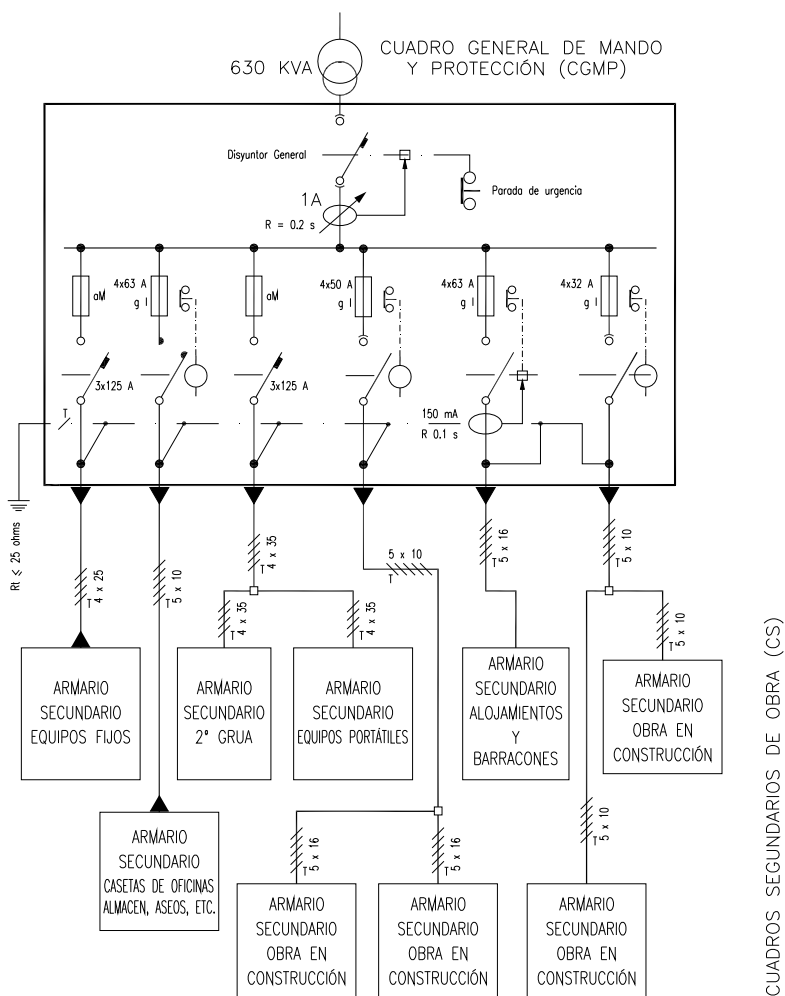 CUADRO GENERAL DE MANDO
Y PROTECCIÓN (CGMP)
630 KVA
Disyuntor General
Parada de urgencia
1A
R = 0.2 s
aM
4x63 A
g l
aM
4x50 A
g l
4x63 A
g l
4x32 A
g l
3x125 A
3x125 A
T
150 mA
R 0.1 s
Rt ≤ 25 ohms
T 4 x 25
T 5 x 10
T 4 x 35
5 x 10
T
T 5 x 16
T 5 x 10
T 4 x 35
T 4 x 35
T 5 x 10
ARMARIO
SECUNDARIO
EQUIPOS FIJOS
ARMARIO
SECUNDARIO
2ª GRUA
ARMARIO
SECUNDARIO
EQUIPOS PORTÁTILES
ARMARIO
SECUNDARIO
ALOJAMIENTOS
Y
BARRACONES
ARMARIO
SECUNDARIO
OBRA EN
CONSTRUCCIÓN
T 5 x 16
T 5 x 16
T 5 x 10
ARMARIO
SECUNDARIO
CASETAS DE OFICINAS
ALMACEN, ASEOS, ETC.
ARMARIO
SECUNDARIO
OBRA EN
CONSTRUCCIÓN
ARMARIO
SECUNDARIO
OBRA EN
CONSTRUCCIÓN
ARMARIO
SECUNDARIO
OBRA EN
CONSTRUCCIÓN
CUADROS SEGUNDARIOS DE OBRA (CS)